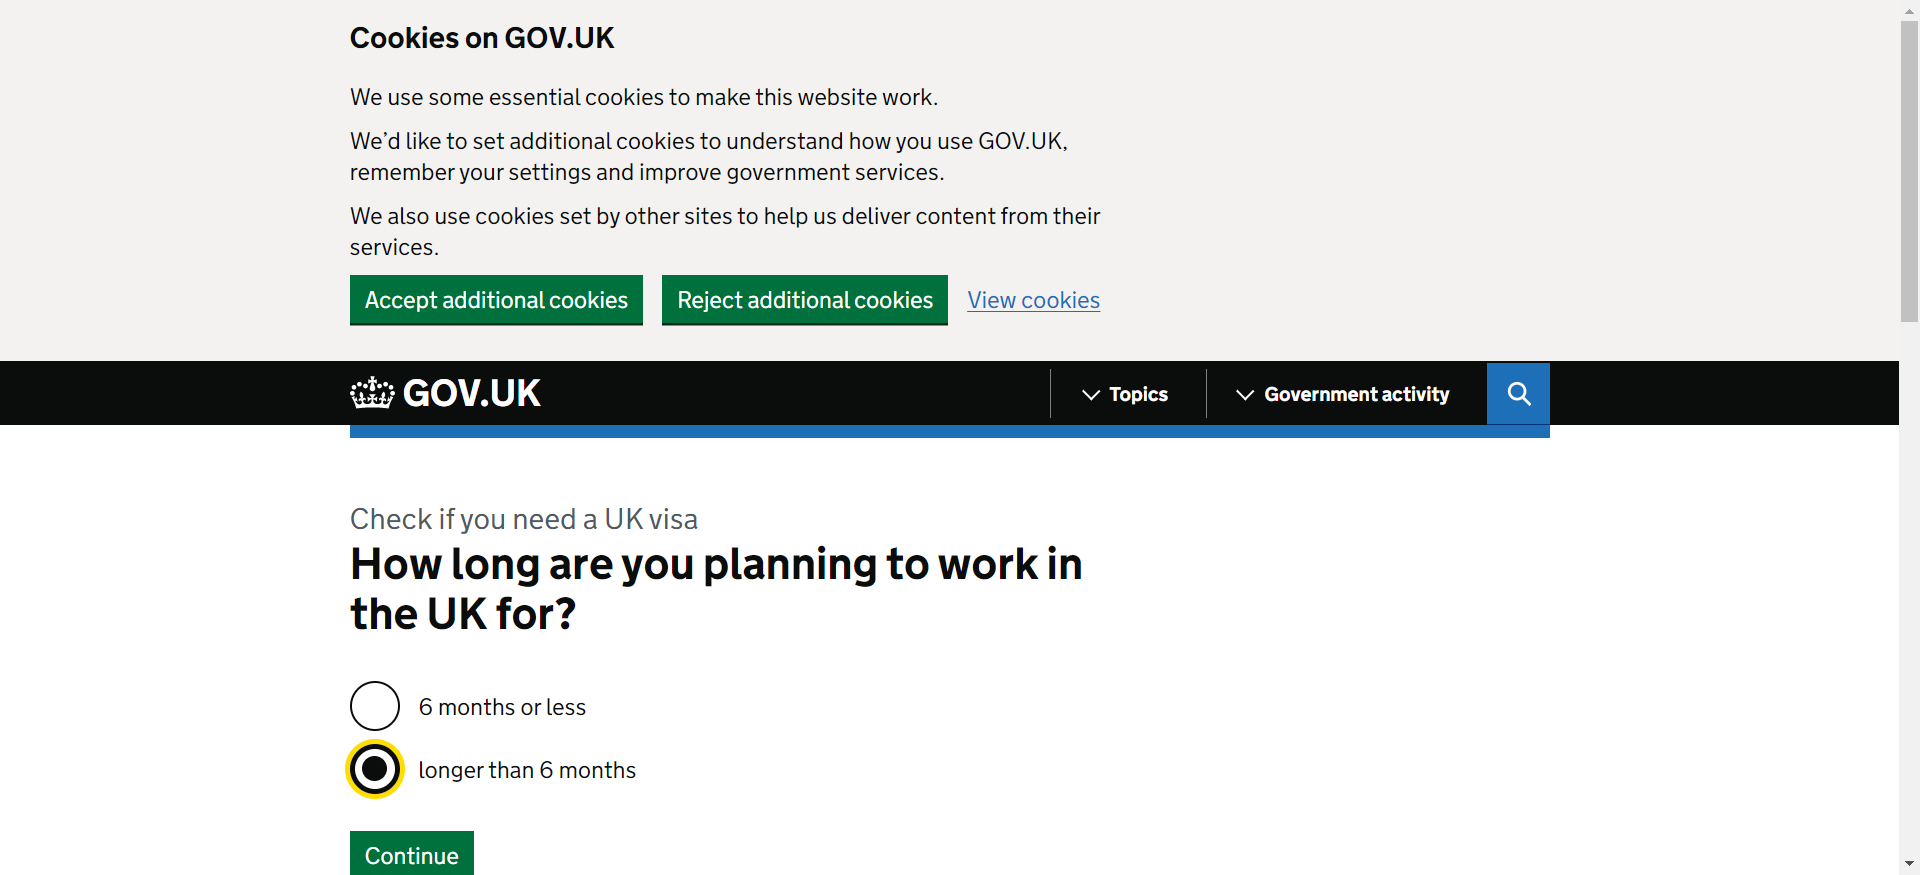 Cookies on GOV.UK
We use some essential cookies to make this website work.
We’d like to set additional cookies to understand how you use GOV.UK,
remember your settings and improve government services.
We also use cookies set by other sites to help us deliver content from their
services.
Accept additional cookies Reject additional cookies View cookies
GOV.UK Topics Government activity
Check if you need a UK visa
How long are you planning to work in
the UK for?
6 months or less
longer than 6 months
Continue